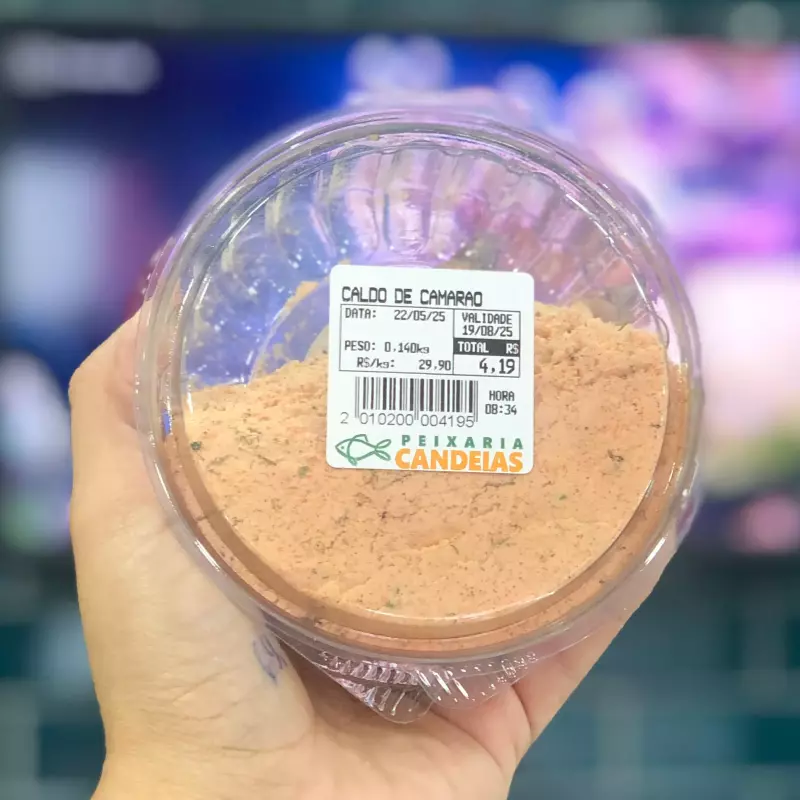 CALDO DE CAMARAO
DATA: 22/05/25
VALIDADE
19/08/25
PESO: 0.140kg
TOTAL R$
R$/kg: 29,90
4,19
HORA
08:34
2 010200 004195
PEIXARIA
CANDEIAS